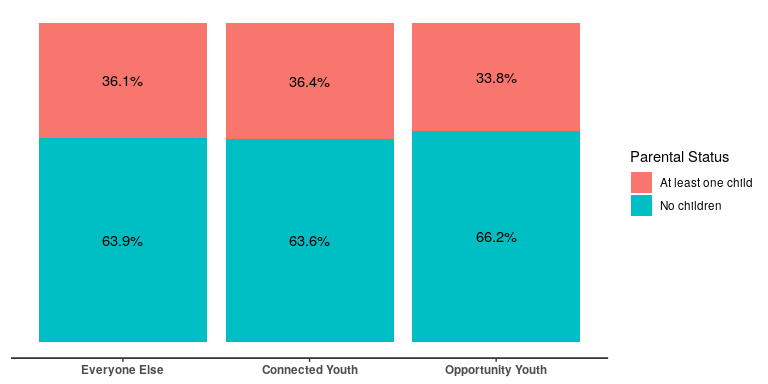 36.1%
36.4%
33.8%
63.9%
63.6%
66.2%
Everyone Else
Connected Youth
Opportunity Youth
Parental Status
At least one child
No children